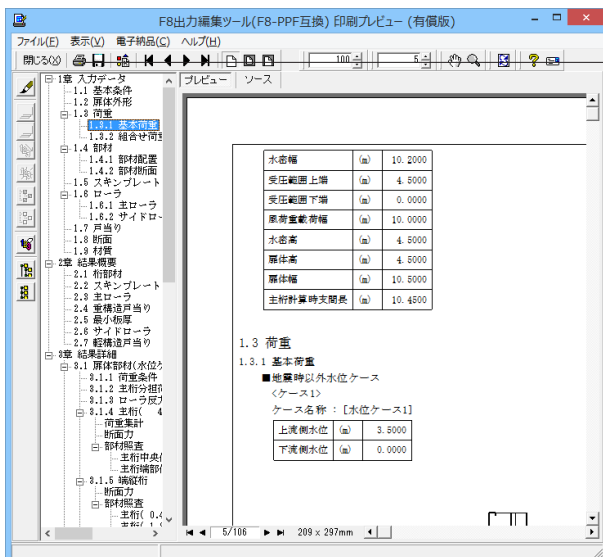 F8出力編集ツール(F8-PPF互換) 印刷プレビュー (有償版)
ファイル(F) 表示(V) 電子納品(C) ヘルプ(H)
閉じる(X)
100
5
プレビュー ソース
1章 入力データ
1.1 基本条件
1.2 扉体外形
1.3 荷重
1.3.1 基本荷重
1.3.2 組合せ荷重
1.4 部材
1.4.1 部材配置
1.4.2 部材断面
1.5 スキンプレート
1.6 ローラ
1.6.1 主ローラ
1.6.2 サイドロー
1.7 戸当り
1.8 断面
1.9 材質
2章 結果概要
2.1 桁部材
2.2 スキンプレート
2.3 主ローラ
2.4 重構造戸当り
2.5 最小板厚
2.6 サイドローラ
2.7 軽構造戸当り
3章 結果詳細
3.1 扉体部材(水位ケ
3.1.1 荷重条件
3.1.2 主桁分担荷
3.1.3 ローラ反力
3.1.4 主桁( 4
荷重集計
断面力
部材照査
主桁中央
主桁端部
3.1.5 端縦桁
断面力
部材照査
主桁( 0.4
水密幅 (m) 10.2000
受圧範囲上端 (m) 4.5000
受圧範囲下端 (m) 0.0000
風荷重載荷幅 (m) 10.0000
水密高 (m) 4.5000
扉体高 (m) 4.5000
扉体幅 (m) 10.5000
主桁計算時支間長 (m) 10.4500
1.3 荷重
1.3.1 基本荷重
■地震時以外水位ケース
<ケース1>
ケース名称 : [水位ケース1]
上流側水位 (m) 3.5000
下流側水位 (m) 0.0000
5/106 209 x 297mm